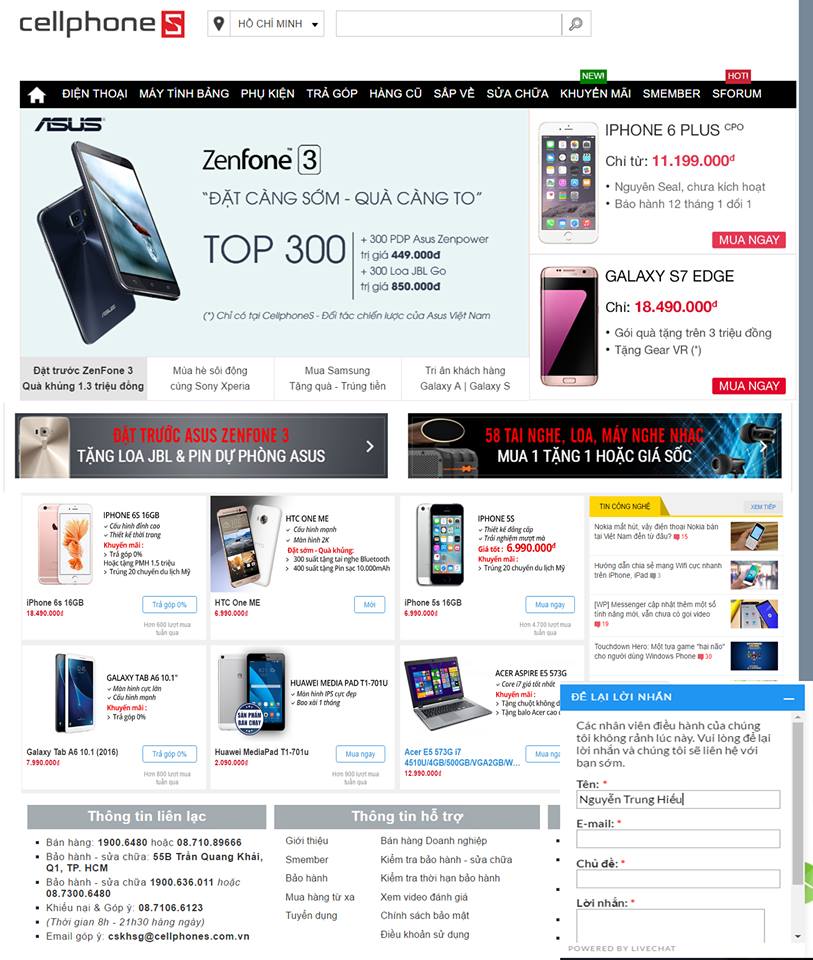 cellphone S
HỒ CHÍ MINH
NEW!
HOT!
ĐIỆN THOẠI MÁY TÍNH BẢNG PHỤ KIỆN TRẢ GÓP HÀNG CŨ SẮP VỀ SỬA CHỮA KHUYẾN MÃI SMEMBER SFORUM
ASUS
Zenfone™ 3
“ĐẶT CÀNG SỚM - QUÀ CÀNG TO”
TOP 300
+ 300 PDP Asus Zenpower
trị giá 449.000đ
+ 300 Loa JBL Go
trị giá 850.000đ
(*) Chỉ có tại CellphoneS - Đối tác chiến lược của Asus Việt Nam
IPHONE 6 PLUS CPO
Chỉ từ: 11.199.000đ
• Nguyên Seal, chưa kích hoạt
• Bảo hành 12 tháng 1 đổi 1
MUA NGAY
GALAXY S7 EDGE
Chỉ: 18.490.000đ
• Gói quà tặng trên 3 triệu đồng
• Tặng Gear VR (*)
MUA NGAY
Đặt trước ZenFone 3
Quà khủng 1.3 triệu đồng
Mùa hè sôi động
cùng Sony Xperia
Mua Samsung
Tặng quà - Trúng tiền
Tri ân khách hàng
Galaxy A | Galaxy S
ĐẶT TRƯỚC ASUS ZENFONE 3
TẶNG LOA JBL & PIN DỰ PHÒNG ASUS
58 TAI NGHE, LOA, MÁY NGHE NHẠC
MUA 1 TẶNG 1 HOẶC GIÁ SỐC
IPHONE 6S 16GB
✓ Cấu hình đỉnh cao
✓ Thiết kế thời trang
Khuyến mãi :
> Trả góp 0%
Hoặc tặng PMH 1.5 triệu
> Trúng 20 chuyến du lịch Mỹ
iPhone 6s 16GB
18.490.000 đ
Trả góp 0%
Hơn 600 lượt mua
tuần qua
HTC ONE ME
✓ Cấu hình mạnh
✓ Màn hình 2K
Đặt sớm - Quà khủng:
> 300 suất tặng tai nghe Bluetooth
> 400 suất tặng Pin sạc 10.000mAh
HTC One ME
6.990.000 đ
Mới
IPHONE 5S
✓ Thiết kế đẳng cấp
✓ Trải nghiệm mượt mà
Giá tốt : 6.990.000đ
Khuyến mãi :
> Trúng 20 chuyến du lịch Mỹ
iPhone 5s 16GB
6.990.000 đ
Mua ngay
Hơn 4.700 lượt mua
tuần qua
TIN CÔNG NGHỆ
XEM TIẾP
Nokia mất hút, vậy điện thoại Nokia bán
tại Việt Nam đến từ đâu? 15
Hướng dẫn chia sẻ mạng Wifi cực nhanh
trên iPhone, iPad 3
[WP] Messenger cập nhật thêm một số
tính năng mới, vẫn chưa có gọi video
19
Touchdown Hero: Một tựa game "hại não"
cho người dùng Windows Phone 30
GALAXY TAB A6 10.1"
✓ Màn hình cực lớn
✓ Cấu hình mạnh
Khuyến mãi :
> Trả góp 0%
Galaxy Tab A6 10.1 (2016)
7.990.000 đ
Trả góp 0%
Hơn 800 lượt mua
tuần qua
HUAWEI MEDIA PAD T1-701U
✓ Màn hình IPS cực đẹp
✓ Bao xài 1 tháng
SẢN PHẨM
BÁN CHẠY
Huawei MediaPad T1-701u
2.090.000 đ
Mua ngay
Hơn 900 lượt mua
tuần qua
ACER ASPIRE E5 573G
✓ Core i7 giá tốt nhất
Khuyến mãi :
> Tặng chuột không d
> Tặng balo Acer cao
Acer E5 573G i7
4510U/4GB/500GB/VGA2GB/W...
12.990.000 đ
Mua nga
Thông tin liên lạc
▪ Bán hàng: 1900.6480 hoặc 08.710.89666
▪ Bảo hành - sửa chữa: 55B Trần Quang Khải,
Q1, TP. HCM
▪ Bảo hành - sửa chữa 1900.636.011 hoặc
08.7300.6480
▪ Khiếu nại & Góp ý: 08.7106.6123
▪ (Thời gian 8h - 21h30 hàng ngày)
▪ Email góp ý: cskhsg@cellphones.com.vn
Thông tin hỗ trợ
Giới thiệu
Smember
Bảo hành
Mua hàng từ xa
Tuyển dụng
Bán hàng Doanh nghiệp
Kiểm tra bảo hành - sửa chữa
Kiểm tra thời hạn bảo hành
Xem video đánh giá
Chính sách bảo mật
Điều khoản sử dụng
ĐỂ LẠI LỜI NHẮN
Các nhân viên điều hành của chúng
tôi không rảnh lúc này. Vui lòng để lại
lời nhắn và chúng tôi sẽ liên hệ với
bạn sớm.
Tên: *
Nguyễn Trung Hiếu
E-mail: *
Chủ đề: *
Lời nhắn: *
POWERED BY LIVECHAT